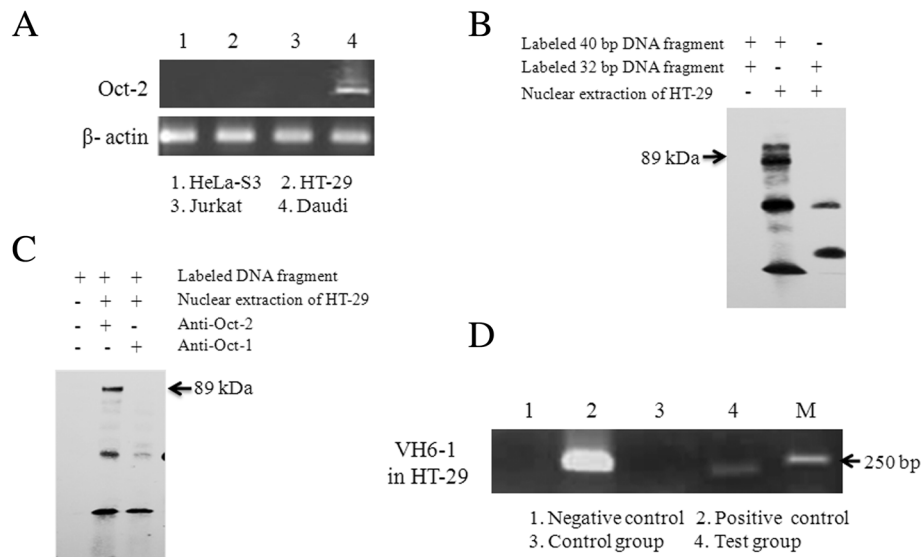 A
1 2 3 4
Oct-2
β- actin
1. HeLa-S3 2. HT-29
3. Jurkat 4. Daudi
B
Labeled 40 bp DNA fragment + + -
Labeled 32 bp DNA fragment + - +
Nuclear extraction of HT-29 - + +
89 kDa
C
+ + + Labeled DNA fragment
- + + Nuclear extraction of HT-29
- + - Anti-Oct-2
- - + Anti-Oct-1
89 kDa
D
1 2 3 4 M
VH6-1
in HT-29
250 bp
1. Negative control 2. Positive control
3. Control group 4. Test group